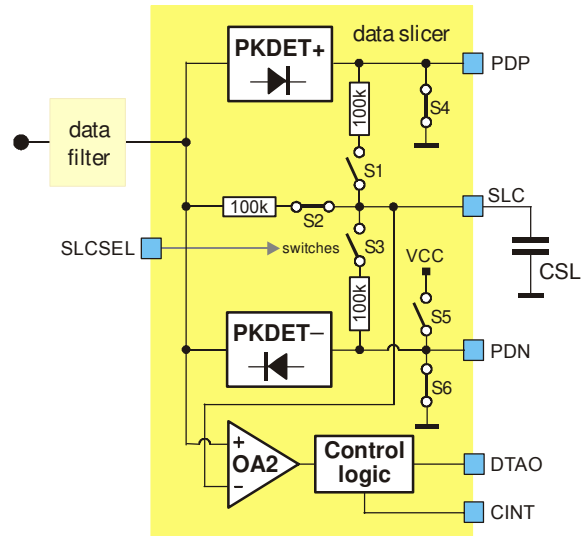 PKDET+
data slicer
PDP
100k
S4
data
filter
S1
SLC
100k
S2
SLCSEL
switches
S3
CSL
VCC
100k
S5
PKDET–
PDN
S6
+
OA2
–
Control
logic
DTAO
CINT